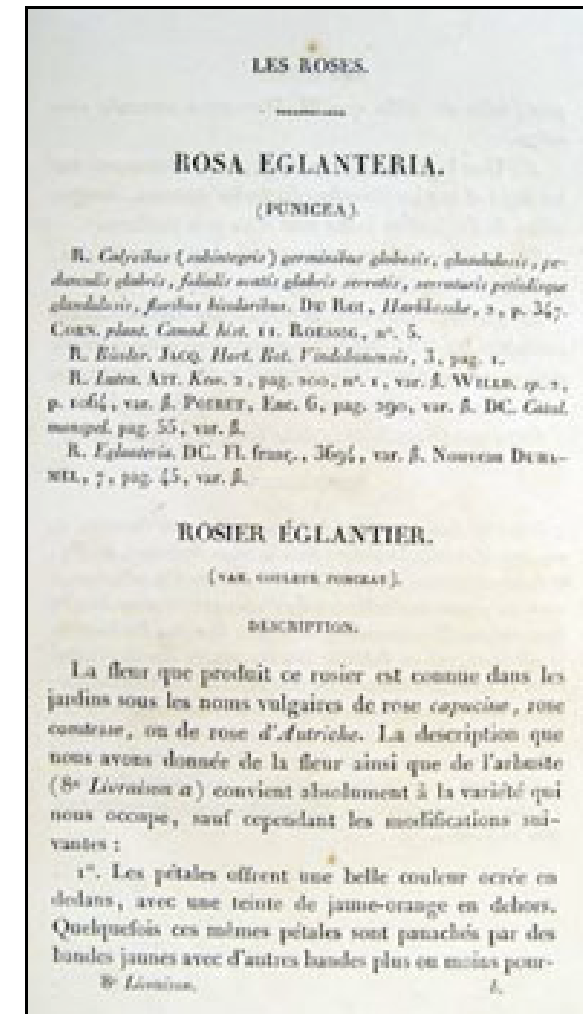 LES ROSES.
ROSA EGLANTERIA.
(PUNICEA).
R. Calycibus (subintegris) germinibus globosis, glandulosis, pe-
dunculis glabris, foliolis ovatis glabris serratis, serraturis petiolisque
glandulosis, floribus bicoloribus. DU ROI, Harbkesche, 2, p. 347.
CORN. plant. Canad. hist. 11. ROESSIG, nº. 5.
R. Bicolor. JACQ. Hort. Bot. Vindobonensis, 3, pag. 1.
R. Lutea. AIT. Kew. 2, pag. 200, nº. 1, var. β. WILLD. sp. 2,
p. 1064, var. β. POIRET, Enc. 6, pag. 290, var. β. DC. Catal.
monspel. pag. 55, var. β.
R. Eglanteria. DC. Fl. franç., 3694, var. β. NOUVEAU DUHA-
MEL, 7, pag. 45, var. β.
ROSIER ÉGLANTIER.
(VAR. COULEUR PONCEAU).
DESCRIPTION.
La fleur que produit ce rosier est connue dans les
jardins sous les noms vulgaires de rose capucine, rose
comtesse, ou de rose d'Autriche. La description que
nous avons donnée de la fleur ainsi que de l'arbuste
(8e Livraison a) convient absolument à la variété qui
nous occupe, sauf cependant les modifications sui-
vantes :
1º. Les pétales offrent une belle couleur ocrée en
dedans, avec une teinte de jaune-orange en dehors.
Quelquefois ces mêmes pétales sont panachés par des
bandes jaunes avec d'autres bandes plus ou moins pour-
8e Livraison.